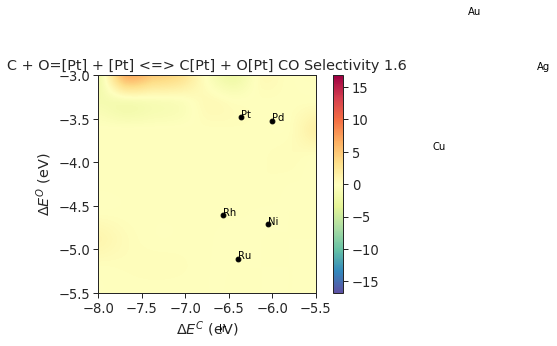 Au
C + O=[Pt] + [Pt] <=> C[Pt] + O[Pt] CO Selectivity 1.6
Ag
−3.0
−3.5
−4.0
−4.5
−5.0
−5.5
ΔE^O (eV)
Pt
Pd
Cu
Rh
Ni
Ru
15
10
5
0
−5
−10
−15
−8.0 −7.5 −7.0 −6.5 −6.0 −5.5
ΔE^C (eV)